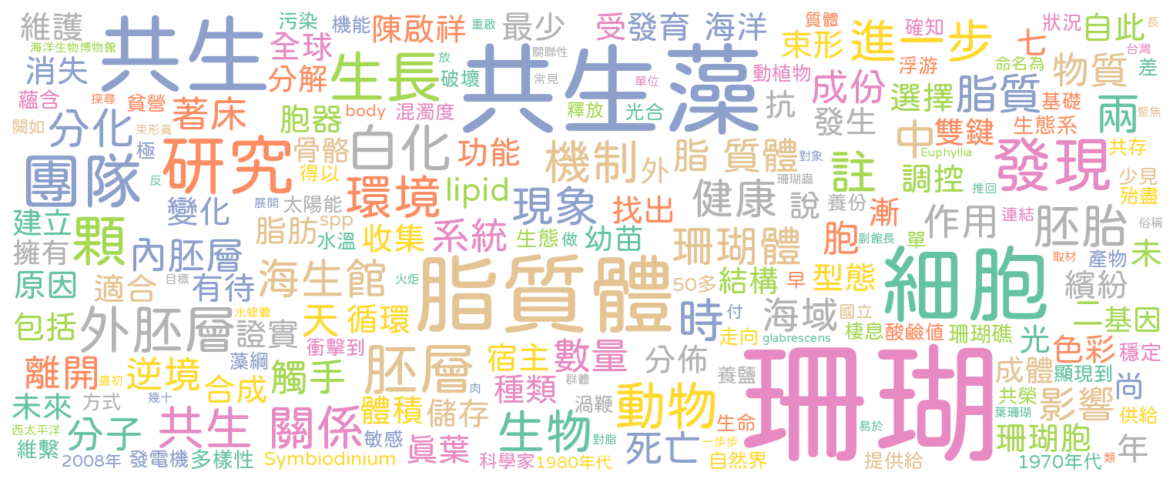 維護 共生 污染 機能 陳啟祥 最少 受 發育 海洋 束形 進一步 確知 七 狀況 自此 長
海洋生物博物館 重啟 關聯性 台灣
消失 全球 生長 放 破壞 共生藻 單位 動植物 成份 浮游 命名為 物質 差
蘊含 分解 常見
探尋 貧營 著床 胞器 body 混濁度 釋放 光合 抗 選擇 脂質 基礎 兩 聚焦
闕如 分化 束形真 白化 發生 中 雙鍵 生態系
團隊 極 研究 骨骼 功能 機制 外 脂 質體 對象 Euphyllia 發現 共存
反 得以 珊瑚蟲 調控 推回 少見
變化 展開 太陽能 環境 lipid 現象 找出 健康 說 養份 註 漸 作用 連結 胚胎 殆盡
建立 顆 脂肪 spp 俗稱
擁有 內胚層 水溫 收集 系統 生態 做 幼苗 珊瑚體 胞 副館長 單 取材 產物 未
原因 適合 有待 目標 海生館 火炬 脂質體 50多 結構 早 型態 細胞 繽紛
包括 外胚層 水螅體 證實 天 循環 時 付 海域 國立 棲息 酸鹼值 珊瑚礁 二基因
衝擊到 走向 glabrescens 光 色彩 穩定
離開 最初 逆境 藻綱 合成 觸手 胚層 宿主 數量 分佈 珊瑚 成體 顯現到 尚
幾十 肉 種類 群體 養鹽 共榮
未來 方式 體積 儲存 渦鞭 動物 生命 易於 葉珊瑚 影響 供給
西太平洋 共生 關係
維繫 分子 敏感 真葉 生物 對脂 死亡 一步步 珊瑚胞 年
2008年 發電機 多樣性 Symbiodinium 科學家 1980年代 自然界 提供給 1970年代 類